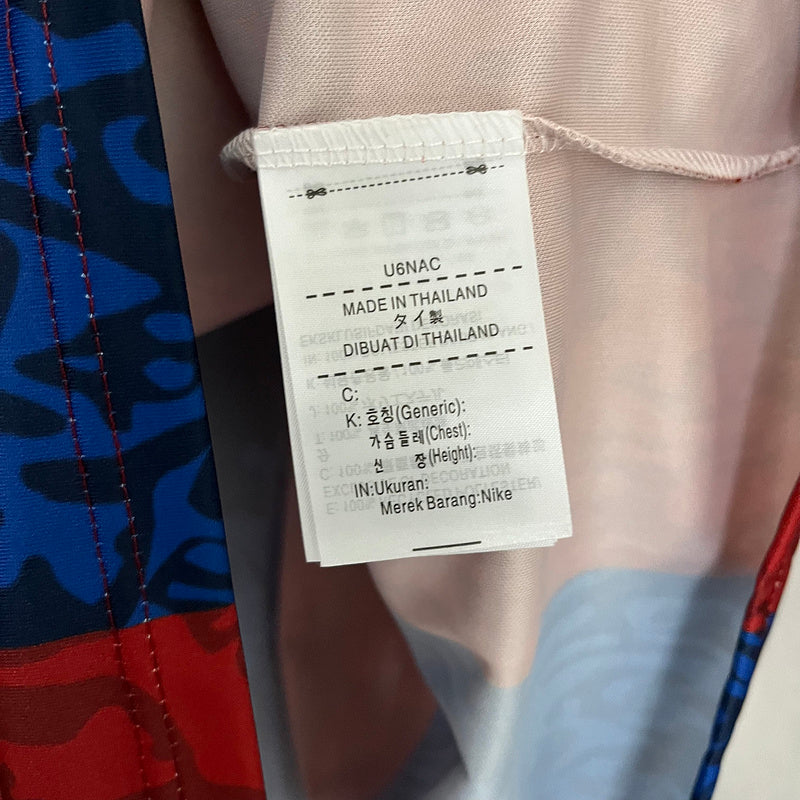 U6NAC
MADE IN THAILAND
タイ製
DIBUAT DI THAILAND
C:
K: 호칭(Generic):
가슴둘레(Chest):
신 장(Height):
IN:Ukuran:
Merek Barang:Nike